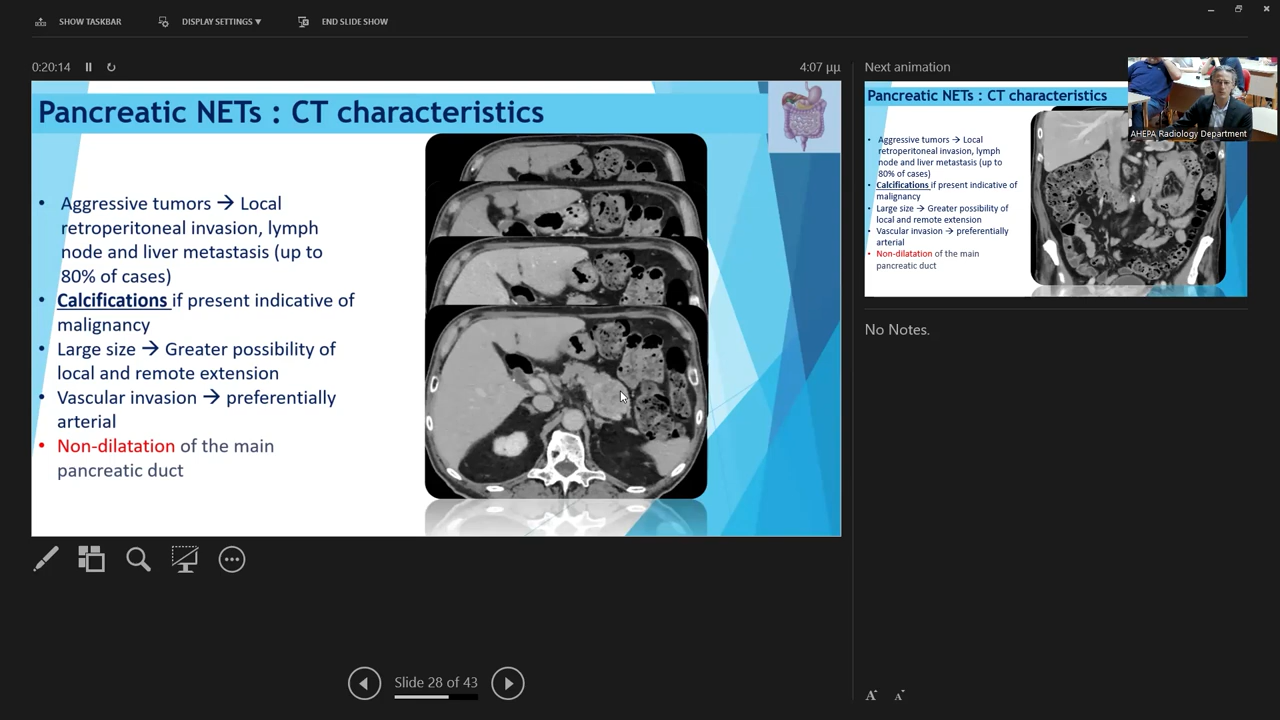 SHOW TASKBAR
DISPLAY SETTINGS ▼
END SLIDE SHOW
0:20:14
4:07 μμ
Pancreatic NETs : CT characteristics
• Aggressive tumors → Local
retroperitoneal invasion, lymph
node and liver metastasis (up to
80% of cases)
• Calcifications if present indicative of
malignancy
• Large size → Greater possibility of
local and remote extension
• Vascular invasion → preferentially
arterial
• Non-dilatation of the main
pancreatic duct
Slide 28 of 43
Next animation
Pancreatic NETs : CT characteristics
• Aggressive tumors → Local
retroperitoneal invasion, lymph
node and liver metastasis (up to
80% of cases)
• Calcifications if present indicative of
malignancy
• Large size → Greater possibility of
local and remote extension
• Vascular invasion → preferentially
arterial
• Non-dilatation of the main
pancreatic duct
AHEPA Radiology Department
No Notes.
A A